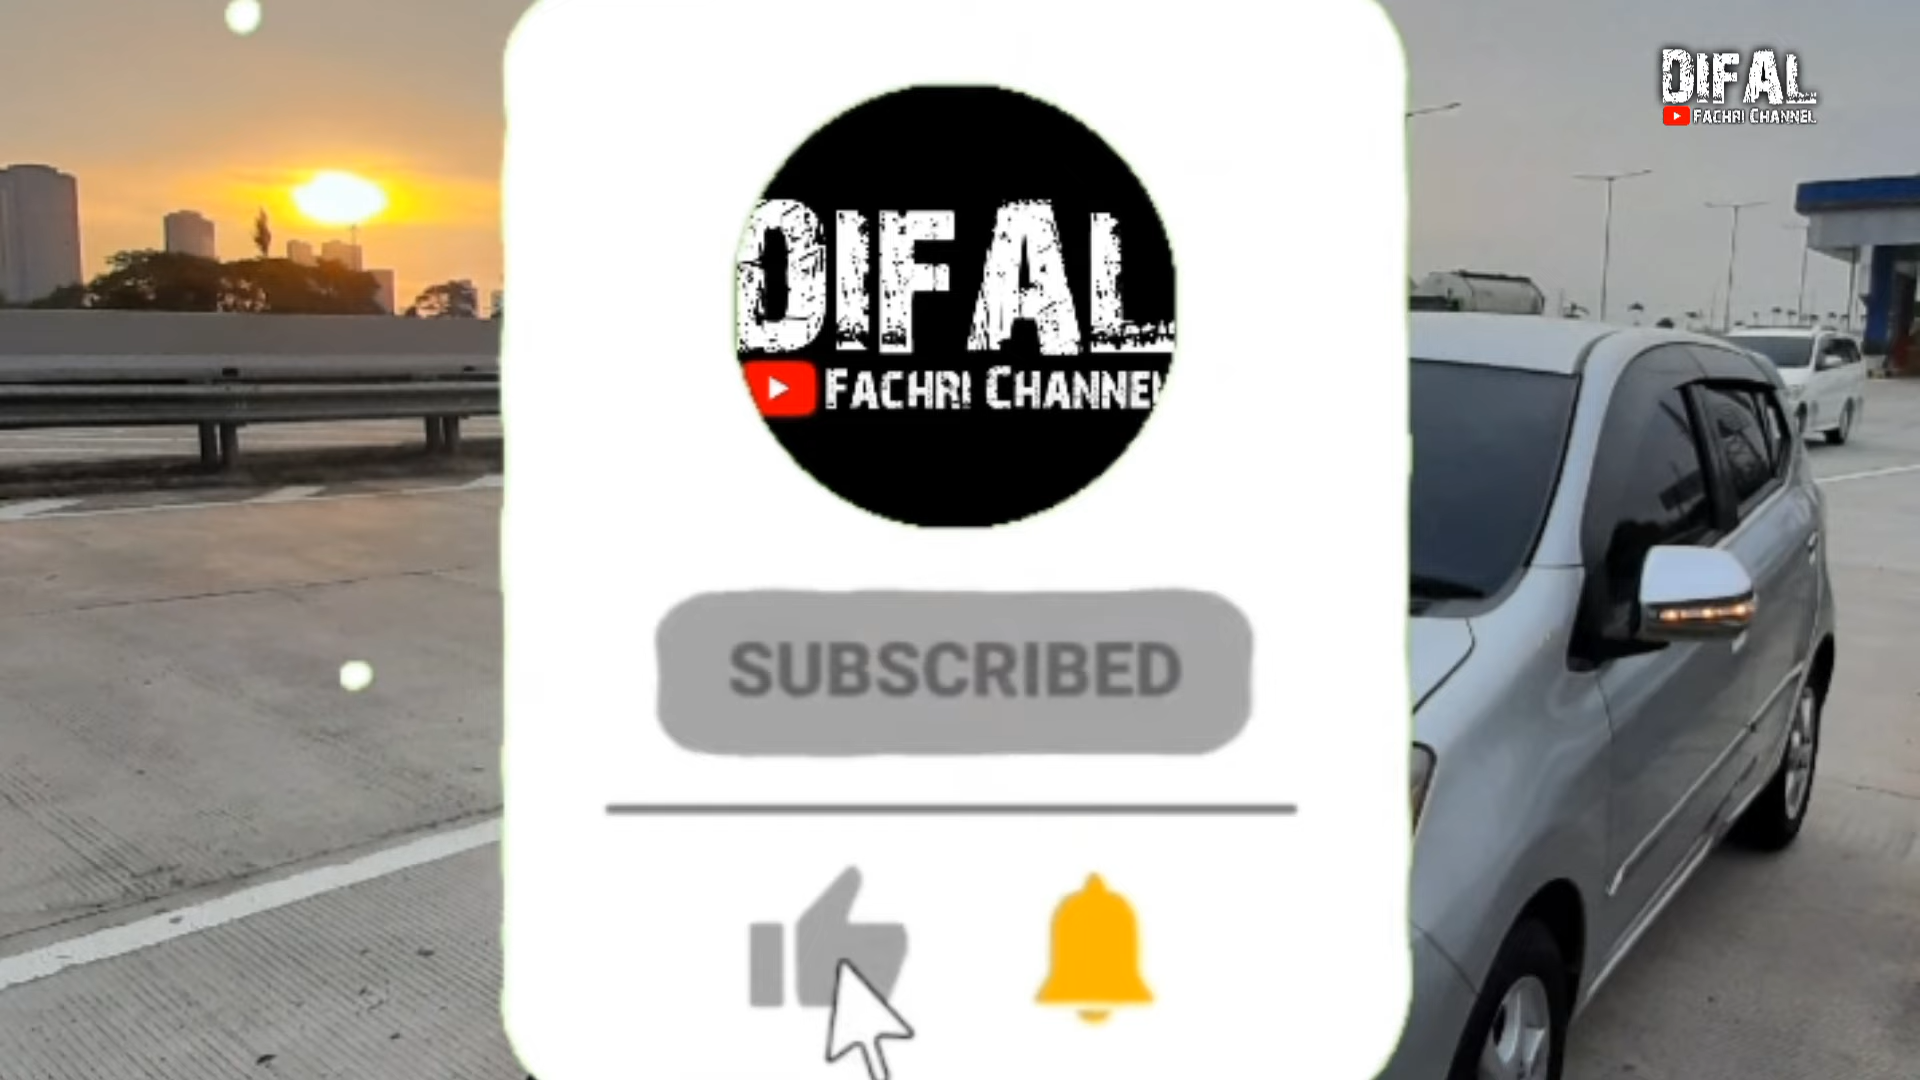 DIFAL
FACHRI CHANNEL
DIFAL
FACHRI CHANNEL
SUBSCRIBED